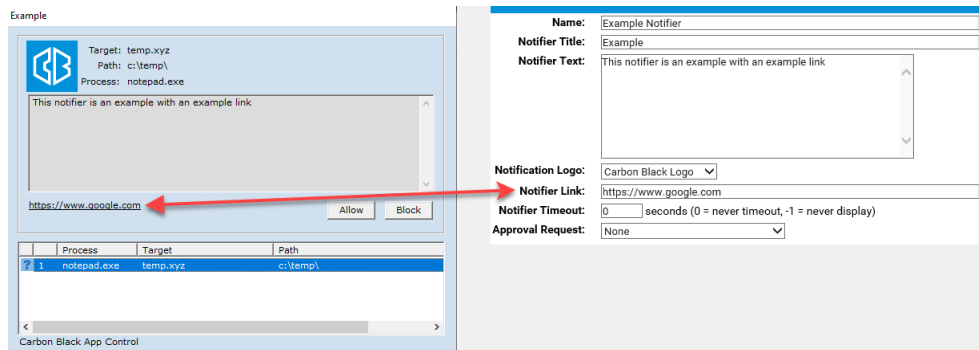 Example
Target: temp.xyz
Path: c:\temp\
Process: notepad.exe
This notifier is an example with an example link
https://www.google.com
Allow
Block
Process Target Path
? 1 notepad.exe temp.xyz c:\temp\
Carbon Black App Control
Name: Example Notifier
Notifier Title: Example
Notifier Text: This notifier is an example with an example link
Notification Logo: Carbon Black Logo
Notifier Link: https://www.google.com
Notifier Timeout: 0 seconds (0 = never timeout, -1 = never display)
Approval Request: None